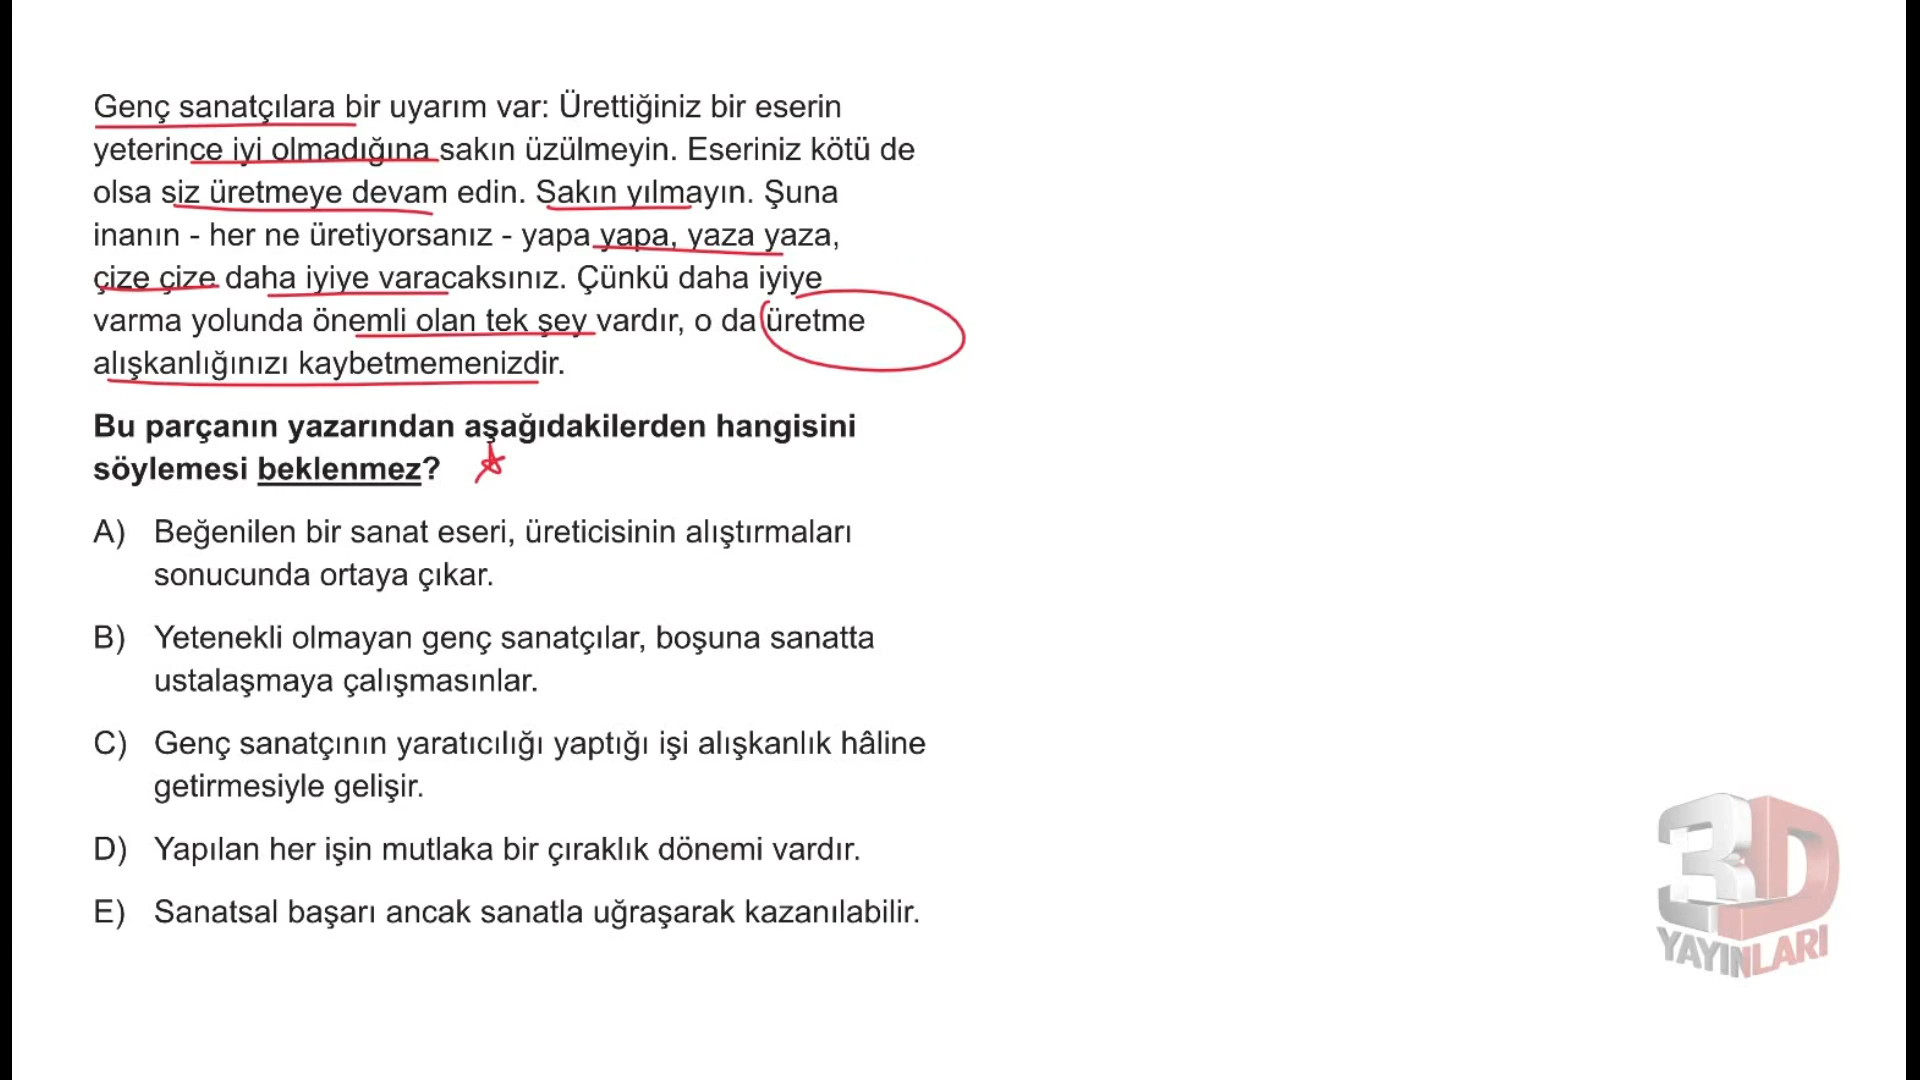 Genç sanatçılara bir uyarım var: Ürettiğiniz bir eserin
yeterince iyi olmadığına sakın üzülmeyin. Eseriniz kötü de
olsa siz üretmeye devam edin. Sakın yılmayın. Şuna
inanın - her ne üretiyorsanız - yapa yapa, yaza yaza,
çize çize daha iyiye varacaksınız. Çünkü daha iyiye
varma yolunda önemli olan tek şey vardır, o da üretme
alışkanlığınızı kaybetmemenizdir.
Bu parçanın yazarından aşağıdakilerden hangisini
söylemesi beklenmez?
A) Beğenilen bir sanat eseri, üreticisinin alıştırmaları
sonucunda ortaya çıkar.
B) Yetenekli olmayan genç sanatçılar, boşuna sanatta
ustalaşmaya çalışmasınlar.
C) Genç sanatçının yaratıcılığı yaptığı işi alışkanlık hâline
getirmesiyle gelişir.
D) Yapılan her işin mutlaka bir çıraklık dönemi vardır.
E) Sanatsal başarı ancak sanatla uğraşarak kazanılabilir.
3D
YAYINLARI